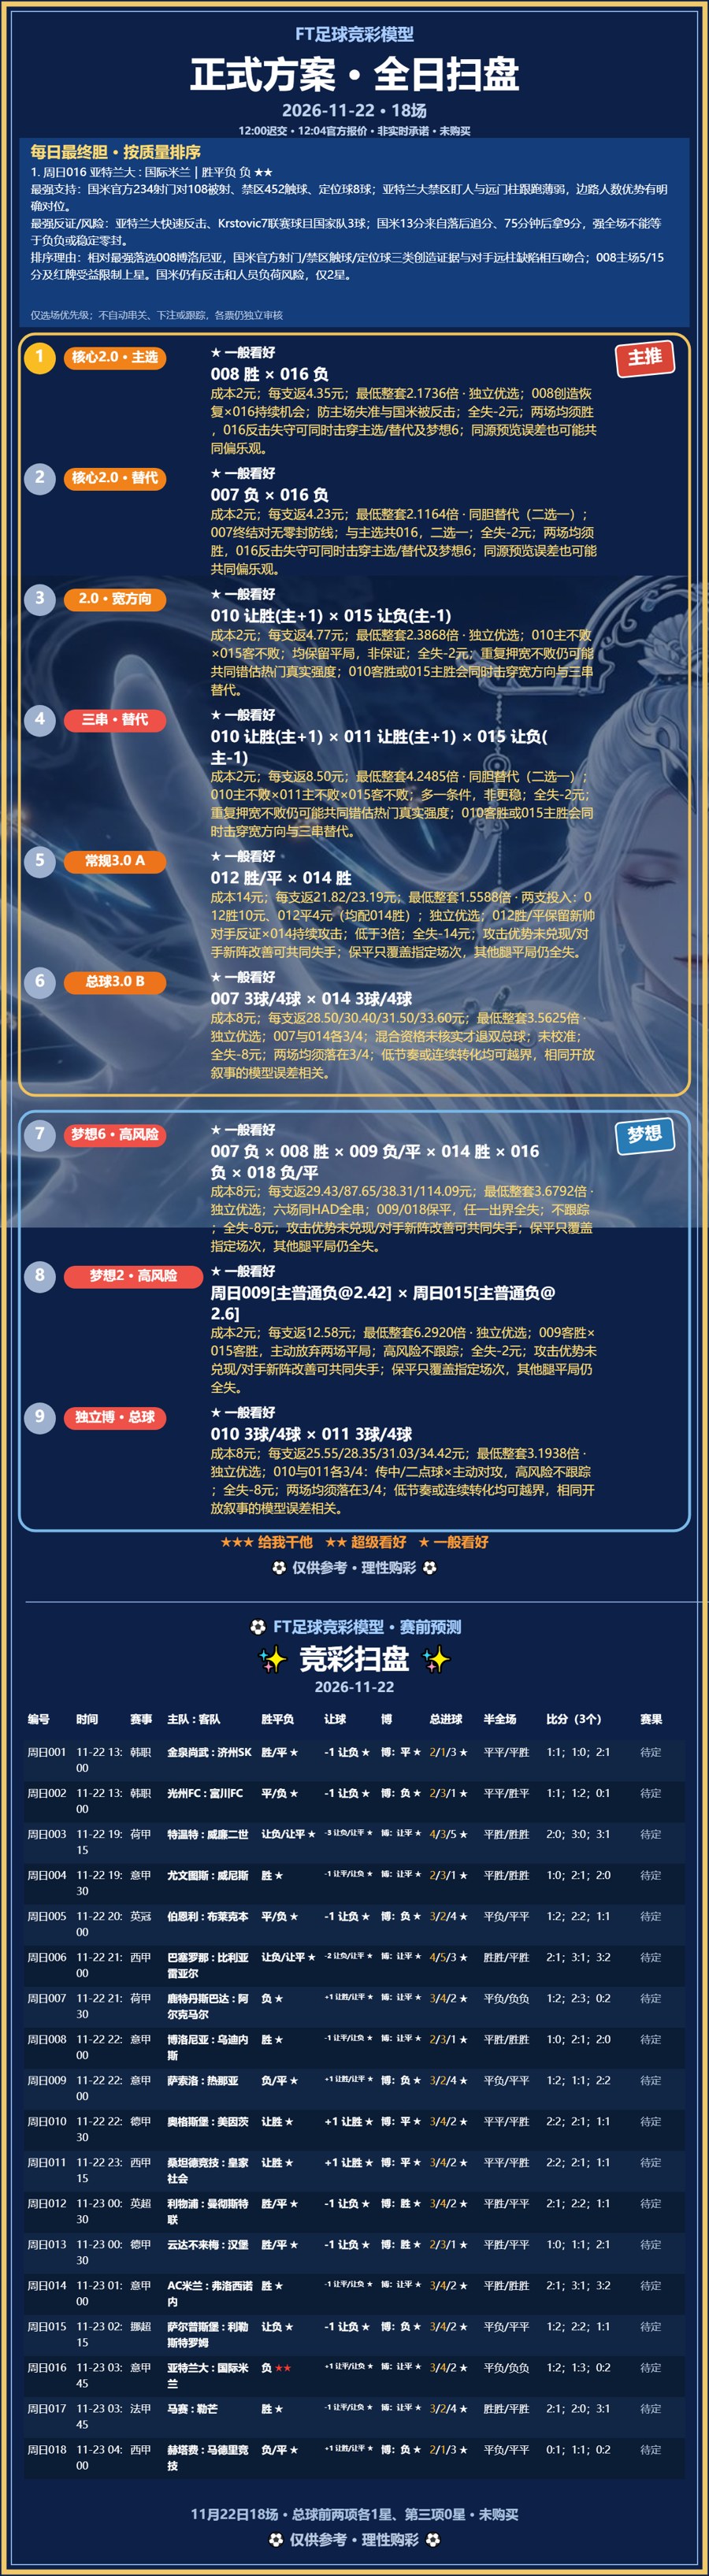 FT足球竞彩模型
正式方案 · 全日扫盘
2026-11-22 · 18场
12:00迟交 · 12:04官方报价 · 非实时承诺 · 未购买
每日最终胆 · 按质量排序
1. 周日016 亚特兰大 : 国际米兰 | 胜平负 负 ★★
最强支持：国米官方234射门对108被射、禁区452触球、定位球8球；亚特兰大禁区盯人与远门柱跟跑薄弱，边路人数优势有明
确对位。
最强反证/风险：亚特兰大快速反击、Krstovic7联赛球目国家队3球；国米13分来自落后追分、75分钟后拿9分，强全场不能等
于负负或稳定零封。
排序理由：相对最强落选008博洛尼亚，国米官方射门/禁区触球/定位球三类创造证据与对手远柱缺陷相互吻合；008主场5/15
分及红牌受益限制上星。国米仍有反击和人员负荷风险，仅2星。
仅选场优先级；不自动串关、下注或跟踪，各票仍独立审核
1
核心2.0 · 主选
★ 一般看好
主推
008 胜 × 016 负
成本2元；每支返4.35元；最低整套2.1736倍 · 独立优选；008创造恢
复×016持续机会；防主场失准与国米被反击；全失-2元；两场均须胜
，016反击失守可同时击穿主选/替代及梦想6；同源预览误差也可能共
同偏乐观。
2
核心2.0 · 替代
★ 一般看好
007 负 × 016 负
成本2元；每支返4.23元；最低整套2.1164倍 · 同胆替代（二选一）；
007终结对无零封防线；与主选共016，二选一；全失-2元；两场均须
胜，016反击失守可同时击穿主选/替代及梦想6；同源预览误差也可能
共同偏乐观。
3
2.0 · 宽方向
★ 一般看好
010 让胜(主+1) × 015 让负(主-1)
成本2元；每支返4.77元；最低整套2.3868倍 · 独立优选；010主不败
×015客不败；均保留平局，非保证；全失-2元；重复押宽不败仍可能
共同错估热门真实强度；010客胜或015主胜会同时击穿宽方向与三串
替代。
4
三串 · 替代
★ 一般看好
010 让胜(主+1) × 011 让胜(主+1) × 015 让负(
主-1)
成本2元；每支返8.50元；最低整套4.2485倍 · 同胆替代（二选一）；
010主不败×011主不败×015客不败；多一条件，非更稳；全失-2元；
重复押宽不败仍可能共同错估热门真实强度；010客胜或015主胜会同
时击穿宽方向与三串替代。
5
常规3.0 A
★ 一般看好
012 胜/平 × 014 胜
成本14元；每支返21.82/23.19元；最低整套1.5588倍 · 两支投入：0
12胜10元、012平4元（均配014胜）；独立优选；012胜/平保留新帅
对手反证×014持续攻击；低于3倍；全失-14元；攻击优势未兑现/对
手新阵改善可共同失手；保平只覆盖指定场次，其他腿平局仍全失。
6
总球3.0 B
★ 一般看好
007 3球/4球 × 014 3球/4球
成本8元；每支返28.50/30.40/31.50/33.60元；最低整套3.5625倍 ·
独立优选；007与014各3/4；混合资格未核实才退双总球；未校准；
全失-8元；两场均须落在3/4；低节奏或连续转化均可越界，相同开放
叙事的模型误差相关。
7
梦想6 · 高风险
★ 一般看好
梦想
007 负 × 008 胜 × 009 负/平 × 014 胜 × 016
负 × 018 负/平
成本8元；每支返29.43/87.65/38.31/114.09元；最低整套3.6792倍 ·
独立优选；六场同HAD全串；009/018保平，任一出界全失；不跟踪
；全失-8元；攻击优势未兑现/对手新阵改善可共同失手；保平只覆盖
指定场次，其他腿平局仍全失。
8
梦想2 · 高风险
★ 一般看好
周日009[主普通负@2.42] × 周日015[主普通负@
2.6]
成本2元；每支返12.58元；最低整套6.2920倍 · 独立优选；009客胜×
015客胜，主动放弃两场平局；高风险不跟踪；全失-2元；攻击优势未
兑现/对手新阵改善可共同失手；保平只覆盖指定场次，其他腿平局仍
全失。
9
独立博 · 总球
★ 一般看好
010 3球/4球 × 011 3球/4球
成本8元；每支返25.55/28.35/31.03/34.42元；最低整套3.1938倍 ·
独立优选；010与011各3/4：传中/二点球×主动对攻，高风险不跟踪
；全失-8元；两场均须落在3/4；低节奏或连续转化均可越界，相同开
放叙事的模型误差相关。
★★★ 给我干他 ★★ 超级看好 ★ 一般看好
⚽ 仅供参考 · 理性购彩 ⚽
⚽ FT足球竞彩模型 · 赛前预测
✨ 竞彩扫盘 ✨
2026-11-22
编号 时间 赛事 主队 : 客队 胜平负 让球 博 总进球 半全场 比分（3个） 赛果
周日001 11-22 13: 韩职 金泉尚武 : 济州SK 胜/平 ★ -1 让负 ★ 博：平 ★ 2/1/3 ★ 平平/平胜 1:1；1:0；2:1 待定
00
周日002 11-22 13: 韩职 光州FC : 富川FC 平/负 ★ -1 让负 ★ 博：负 ★ 2/3/1 ★ 平平/胜平 1:1；1:2；0:1 待定
00
周日003 11-22 19: 荷甲 特温特 : 威廉二世 让负/让平 ★ -3 让负/让平 ★ 博：让平 ★ 4/3/5 ★ 平胜/胜胜 2:0；3:0；3:1 待定
15
周日004 11-22 19: 意甲 尤文图斯 : 威尼斯 胜 ★ -1 让平/让负 ★ 博：让平 ★ 2/3/1 ★ 平胜/胜胜 1:0；2:1；2:0 待定
30
周日005 11-22 20: 英冠 伯恩利 : 布莱克本 平/负 ★ -1 让负 ★ 博：负 ★ 3/2/4 ★ 平负/平平 1:2；2:2；1:1 待定
00
周日006 11-22 21: 西甲 巴塞罗那 : 比利亚 让负/让平 ★ -2 让负/让平 ★ 博：让平 ★ 4/5/3 ★ 胜胜/平胜 2:1；3:1；3:2 待定
00 雷亚尔
周日007 11-22 21: 荷甲 鹿特丹斯巴达 : 阿 负 ★ +1 让胜/让平 ★ 博：让平 ★ 3/4/2 ★ 平负/负负 1:2；2:3；0:2 待定
30 尔克马尔
周日008 11-22 22: 意甲 博洛尼亚 : 乌迪内 胜 ★ -1 让平/让负 ★ 博：让平 ★ 2/3/1 ★ 平胜/胜胜 1:0；2:1；2:0 待定
00 斯
周日009 11-22 22: 意甲 萨索洛 : 热那亚 负/平 ★ +1 让胜/让平 ★ 博：负 ★ 3/2/4 ★ 平负/平平 1:2；1:1；2:2 待定
00
周日010 11-22 22: 德甲 奥格斯堡 : 美因茨 让胜 ★ +1 让胜 ★ 博：平 ★ 3/4/2 ★ 平平/平胜 2:2；2:1；1:1 待定
30
周日011 11-22 23: 西甲 桑坦德竞技 : 皇家 让胜 ★ +1 让胜 ★ 博：平 ★ 3/4/2 ★ 平平/平胜 2:2；2:1；1:1 待定
15 社会
周日012 11-23 00: 英超 利物浦 : 曼彻斯特 胜/平 ★ -1 让负 ★ 博：胜 ★ 3/4/2 ★ 平胜/平平 2:1；2:2；1:1 待定
30 联
周日013 11-23 00: 德甲 云达不来梅 : 汉堡 胜/平 ★ -1 让负 ★ 博：胜 ★ 2/3/1 ★ 平胜/平平 1:0；1:1；2:1 待定
30
周日014 11-23 01: 意甲 AC米兰 : 弗洛西诺 胜 ★ -1 让平/让负 ★ 博：让平 ★ 3/4/2 ★ 平胜/胜胜 2:1；3:1；3:2 待定
00 内
周日015 11-23 02: 挪超 萨尔普斯堡 : 利勒 让负 ★ -1 让负 ★ 博：负 ★ 3/4/2 ★ 平负/平平 1:2；2:2；1:1 待定
15 斯特罗姆
周日016 11-23 03: 意甲 亚特兰大 : 国际米 负 ★★ +1 让平/让负 ★ 博：让平 ★ 3/4/2 ★ 平负/负负 1:2；1:3；0:2 待定
45 兰
周日017 11-23 03: 法甲 马赛 : 勒芒 胜 ★ -1 让平/让负 ★ 博：让平 ★ 3/2/4 ★ 胜胜/平胜 2:1；2:0；3:1 待定
45
周日018 11-23 04: 西甲 赫塔费 : 马德里竞 负/平 ★ +1 让胜/让平 ★ 博：负 ★ 2/1/3 ★ 平负/平平 0:1；1:1；0:2 待定
00 技
11月22日18场 · 总球前两项各1星、第三项0星 · 未购买
⚽ 仅供参考 · 理性购彩 ⚽